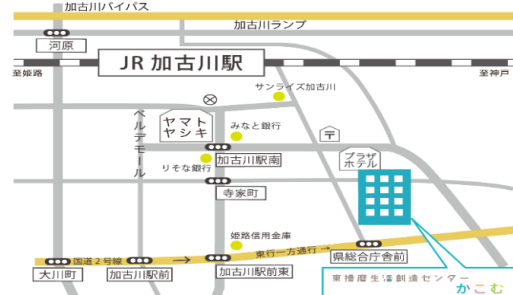 加古川バイパス
加古川ランプ
河原
至姫路
JR 加古川駅
至神戸
サンライズ加古川
ベルデモール
ヤマト
ヤシキ
みなと銀行
〒
プラザ
ホテル
りそな銀行
加古川駅南
寺家町
姫路信用金庫
東行一方通行 →
国道2号線
県総合庁舎前
大川町
加古川駅前
加古川駅前東
東播磨生活創造センター
かこむ